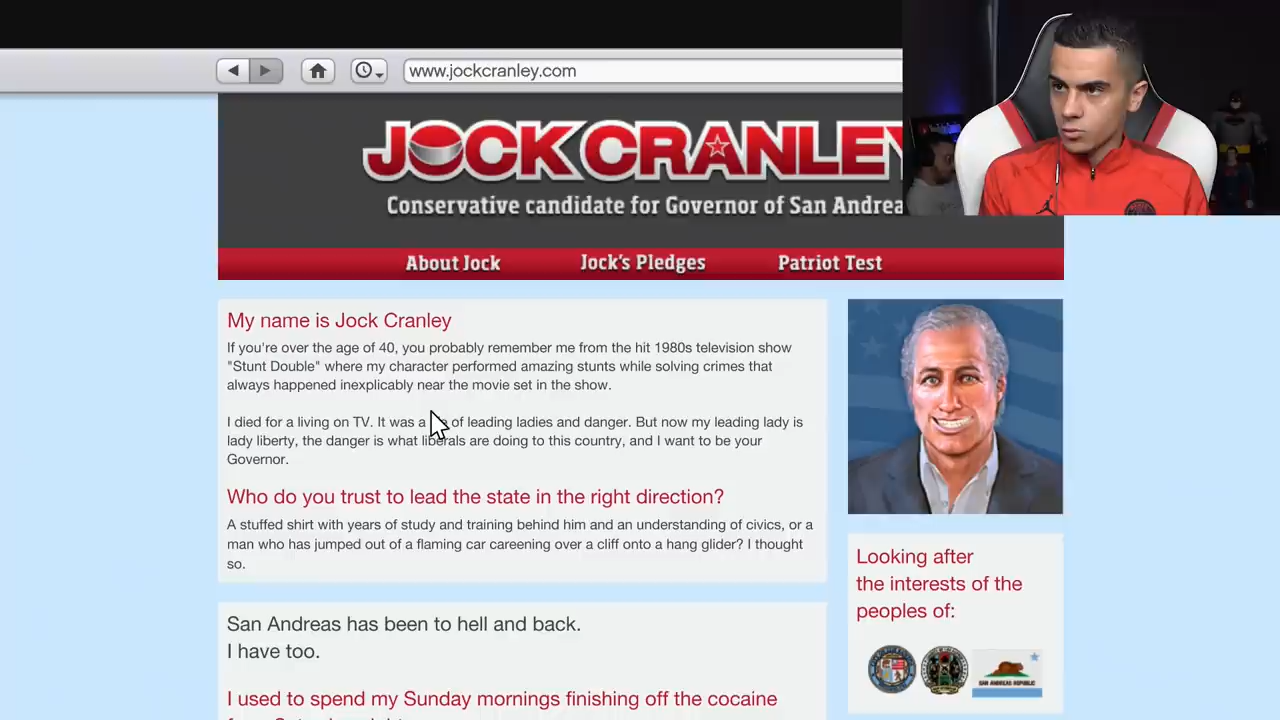 www.jockcranley.com
JOCK CRANLEY
Conservative candidate for Governor of San Andrea
About Jock
Jock's Pledges
Patriot Test
My name is Jock Cranley
If you're over the age of 40, you probably remember me from the hit 1980s television show
"Stunt Double" where my character performed amazing stunts while solving crimes that
always happened inexplicably near the movie set in the show.
I died for a living on TV. It was a of leading ladies and danger. But now my leading lady is
lady liberty, the danger is what liberals are doing to this country, and I want to be your
Governor.
Who do you trust to lead the state in the right direction?
A stuffed shirt with years of study and training behind him and an understanding of civics, or a
man who has jumped out of a flaming car careening over a cliff onto a hang glider? I thought
so.
San Andreas has been to hell and back.
I have too.
I used to spend my Sunday mornings finishing off the cocaine
Looking after
the interests of the
peoples of:
SAN ANDREAS REPUBLIC